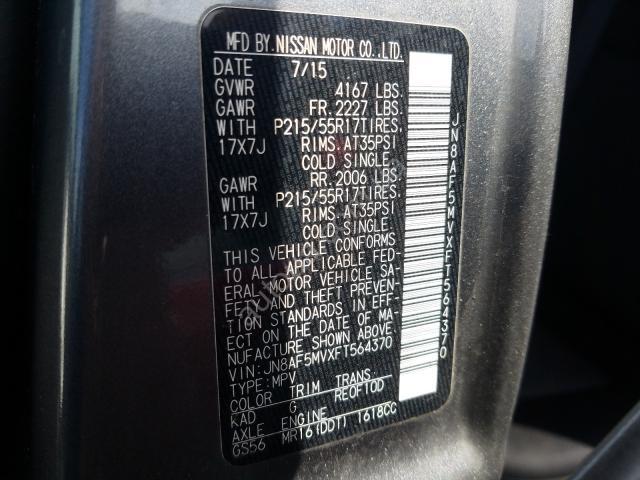 MFD BY.NISSAN MOTOR CO.,LTD.
DATE 7/15
GVWR 4167 LBS.
GAWR FR 2227 LBS.
WITH P215/55R17TIRES.
17X7J RIMS.AT35PSI
COLD SINGLE.
GAWR RR.2006 LBS.
WITH P215/55R17TIRES.
17X7J RIMS.AT35PSI
COLD SINGLE.
THIS VEHICLE CONFORMS
TO ALL APPLICABLE FED-
ERAL MOTOR VEHICLE SA-
FETY AND THEFT PREVEN-
TION STANDARDS IN EFF-
ECT ON THE DATE OF MA-
NUFACTURE SHOWN ABOVE.
VIN:JN8AF5MVXFT564370
TYPE:MPV
COLOR TRIM TRANS
KAD G RE0F10D
AXLE ENGINE
GS56 MR16(DDT) 1618CC
JN8AF5MVXFT564370